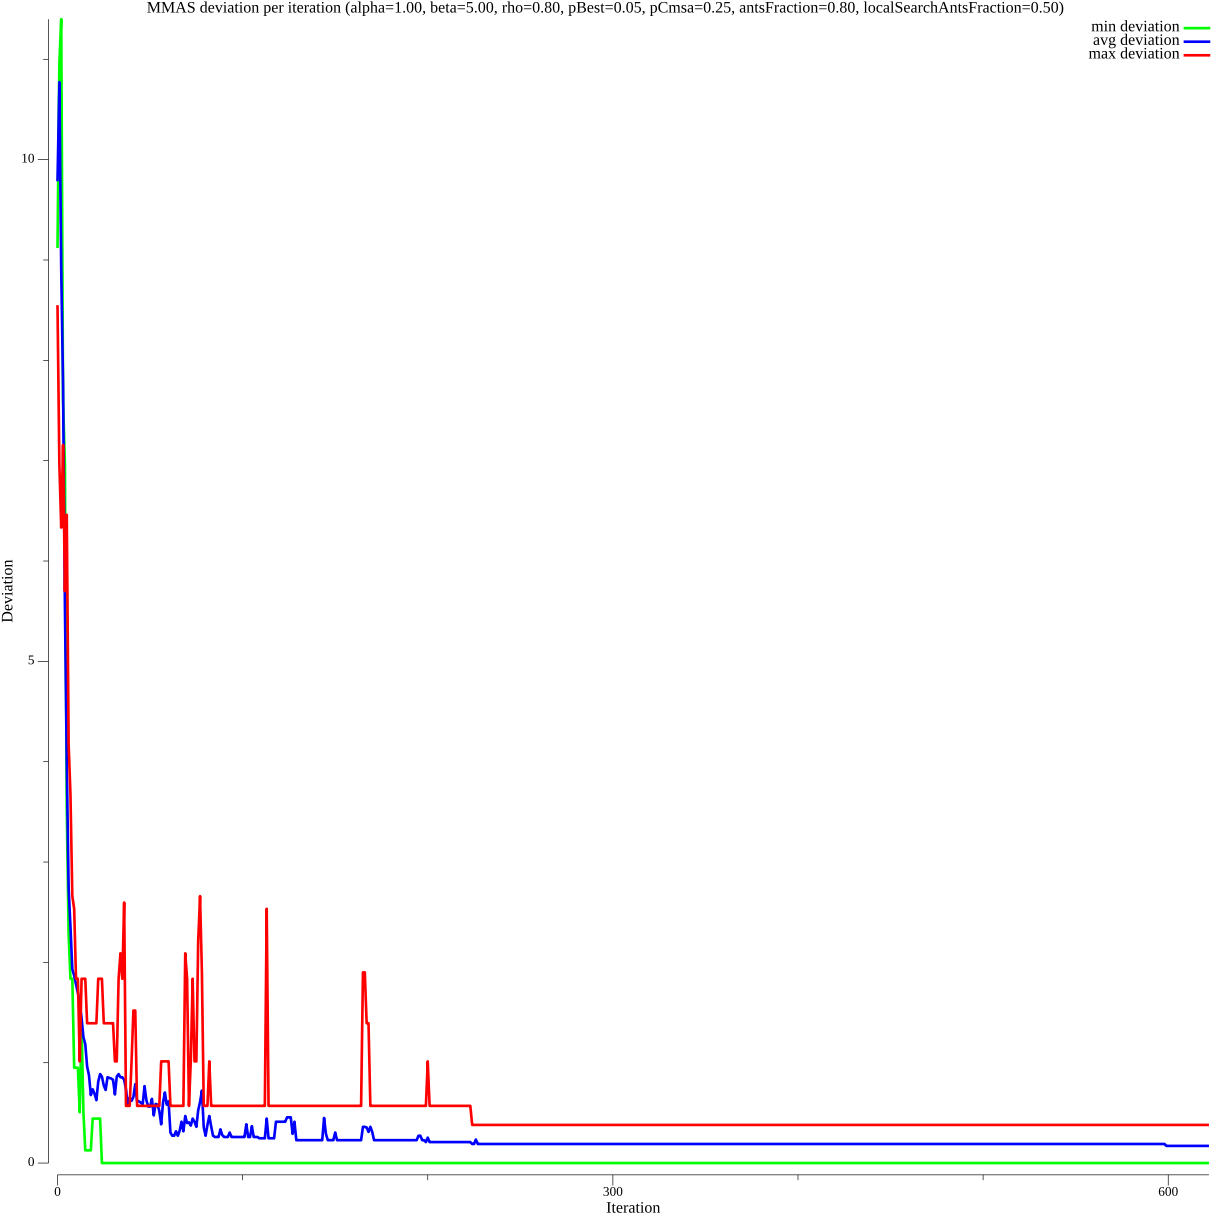 MMAS deviation per iteration (alpha=1.00, beta=5.00, rho=0.80, pBest=0.05, pCmsa=0.25, antsFraction=0.80, localSearchAntsFraction=0.50)
min deviation
avg deviation
max deviation
10
5
0
Deviation
0
300
600
Iteration